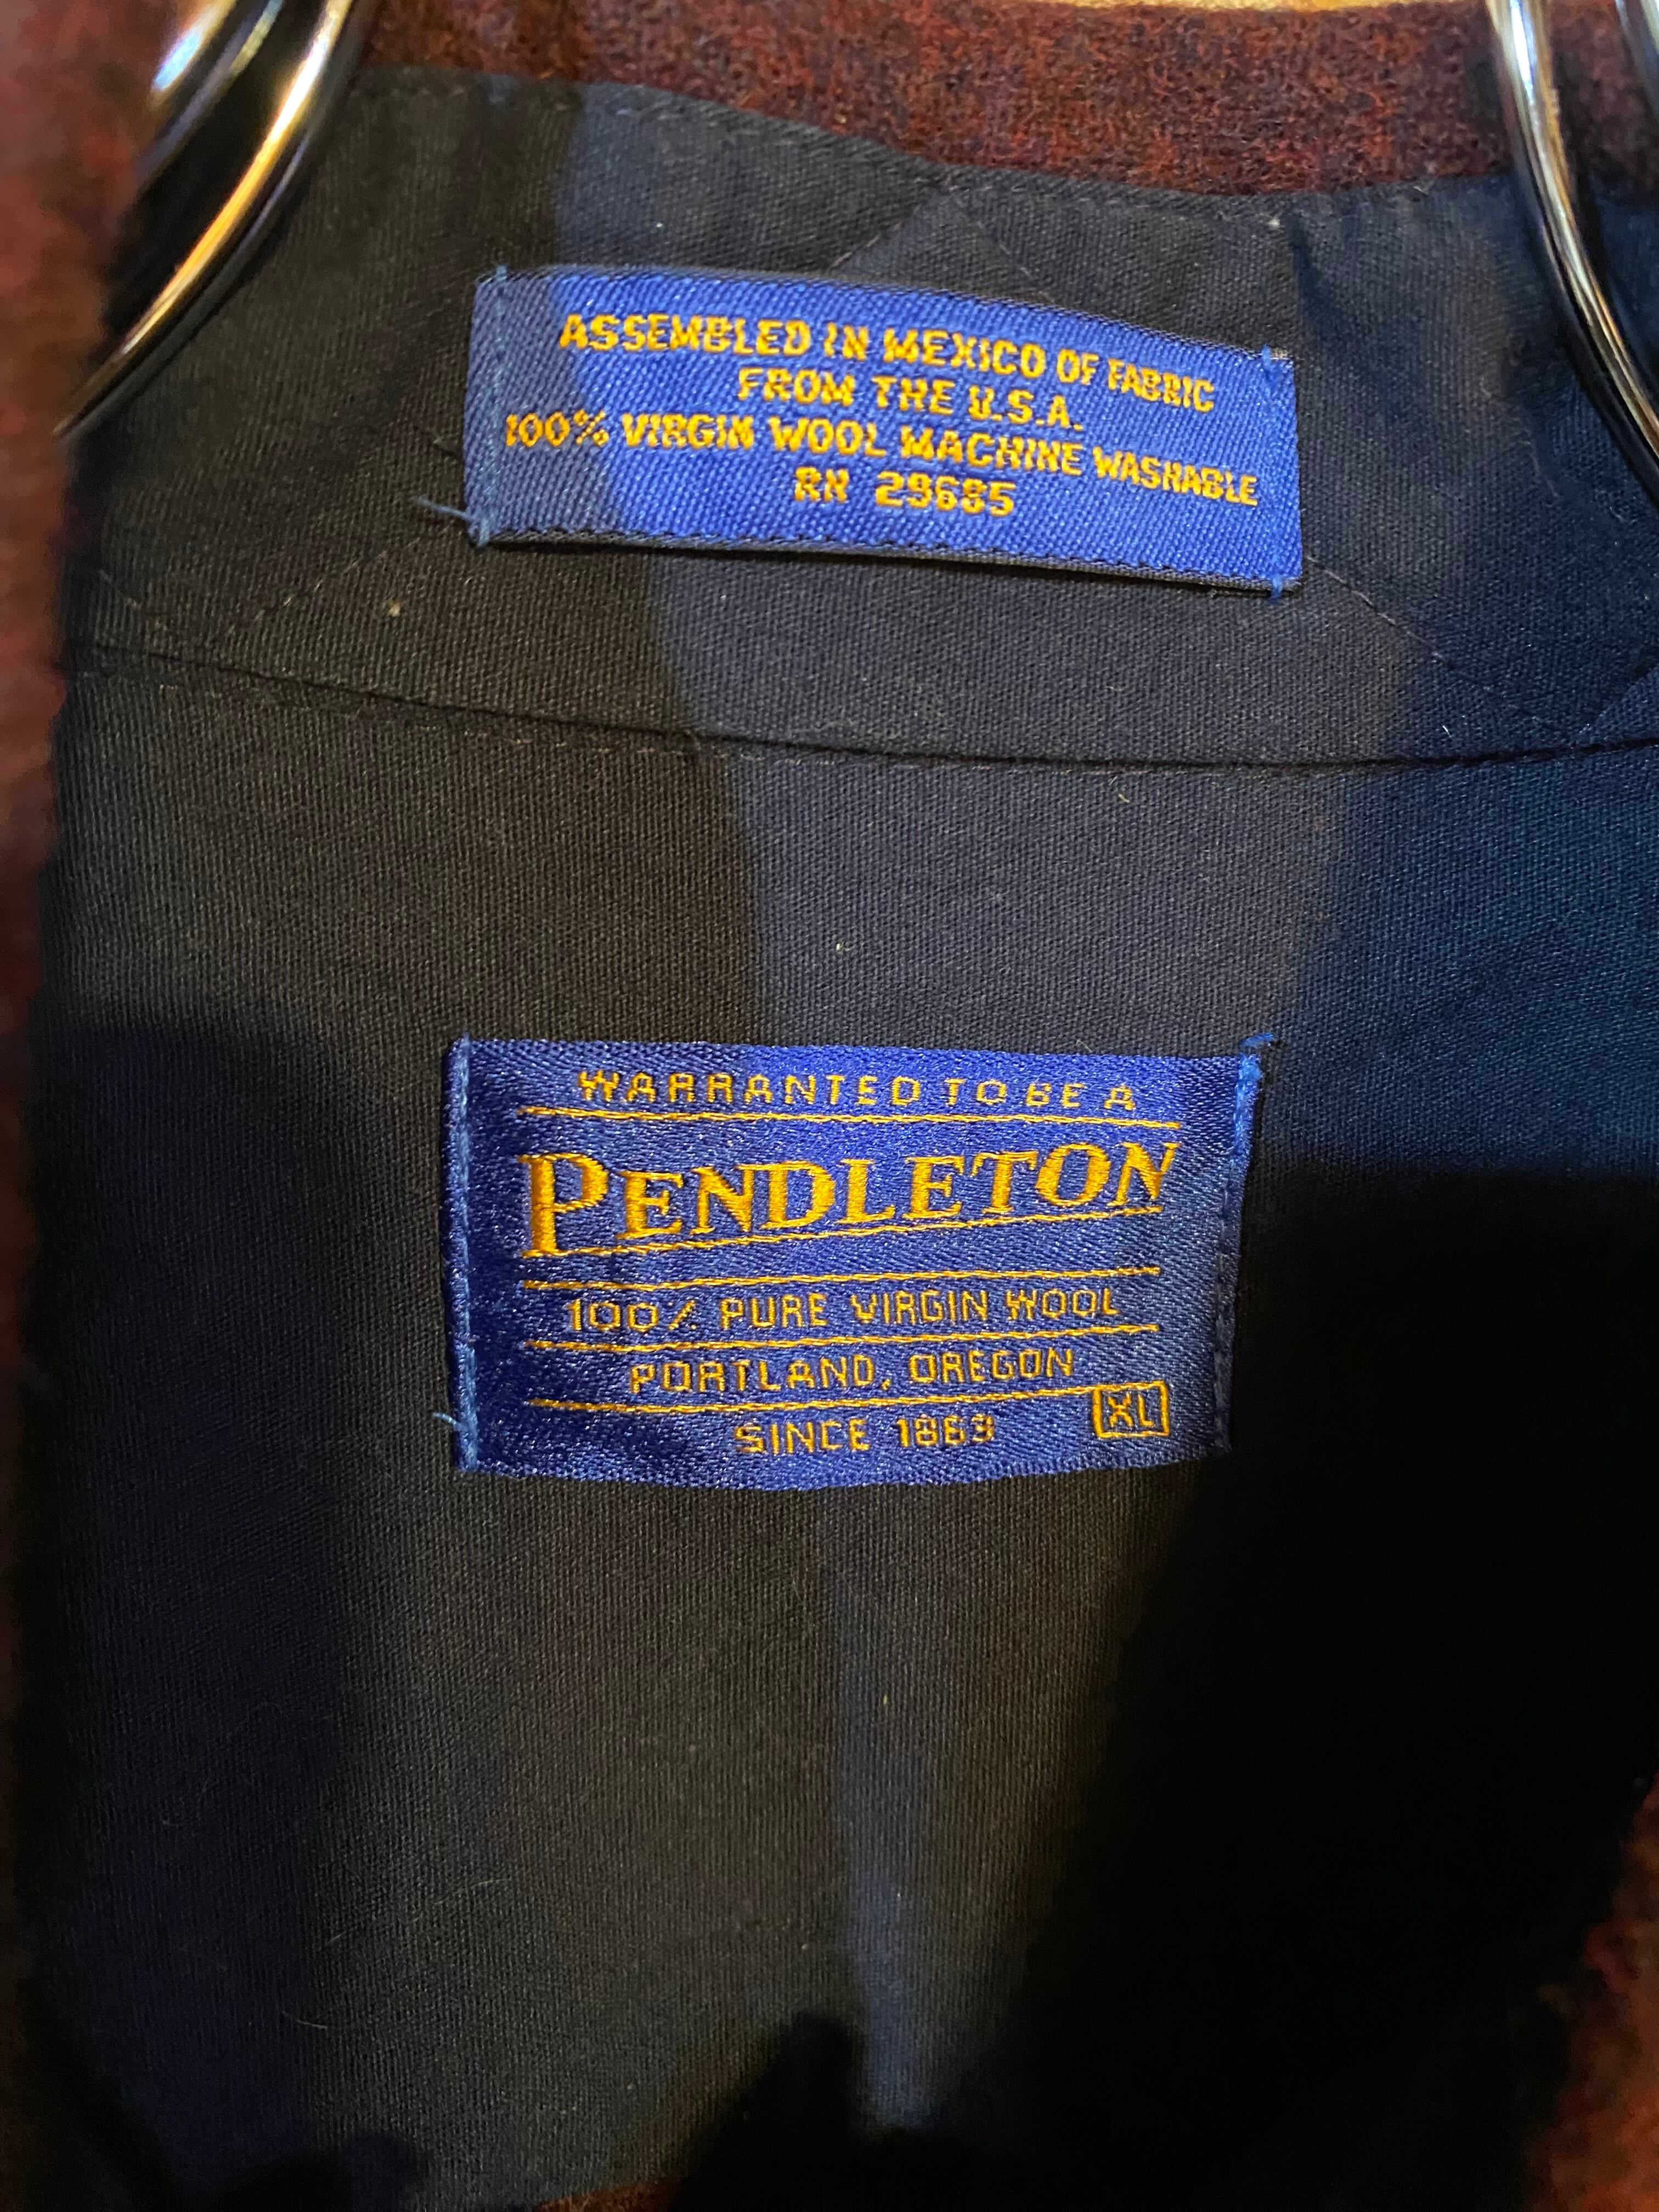 ASSEMBLED IN MEXICO OF FABRIC
FROM THE U.S.A.
100% VIRGIN WOOL MACHINE WASHABLE
RN 29685
WARRANTED TO BE A
PENDLETON
100% PURE VIRGIN WOOL
PORTLAND, OREGON
SINCE 1863
XL